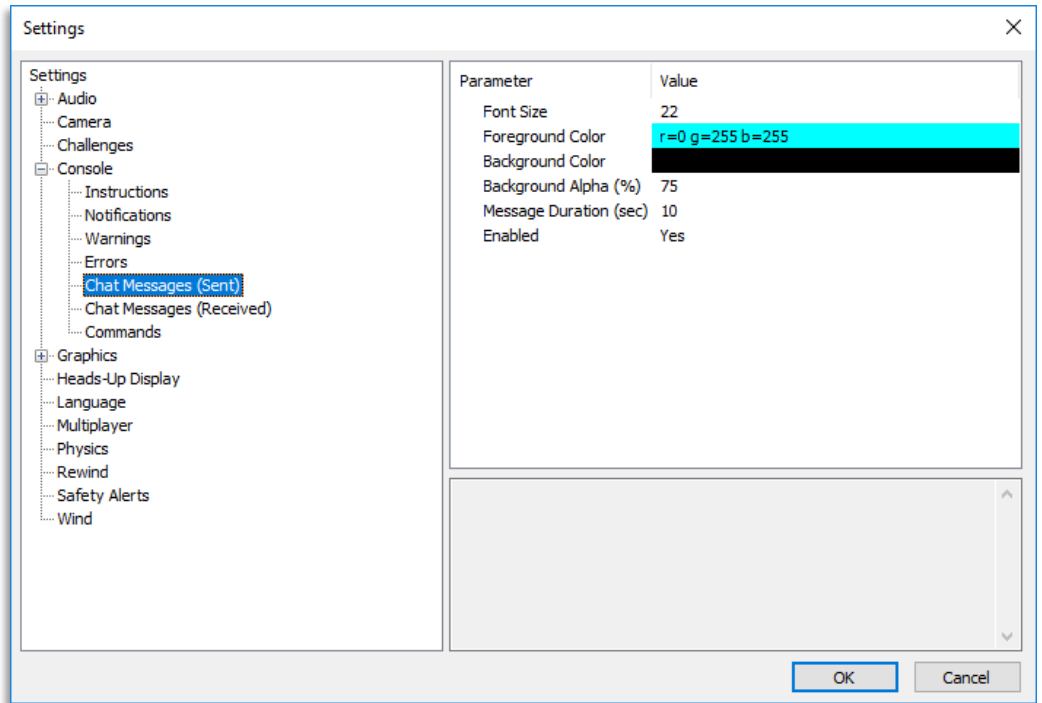 Settings
Settings
Audio
Camera
Challenges
Console
Instructions
Notifications
Warnings
Errors
Chat Messages (Sent)
Chat Messages (Received)
Commands
Graphics
Heads-Up Display
Language
Multiplayer
Physics
Rewind
Safety Alerts
Wind
Parameter Value
Font Size 22
Foreground Color r=0 g=255 b=255
Background Color
Background Alpha (%) 75
Message Duration (sec) 10
Enabled Yes
OK Cancel